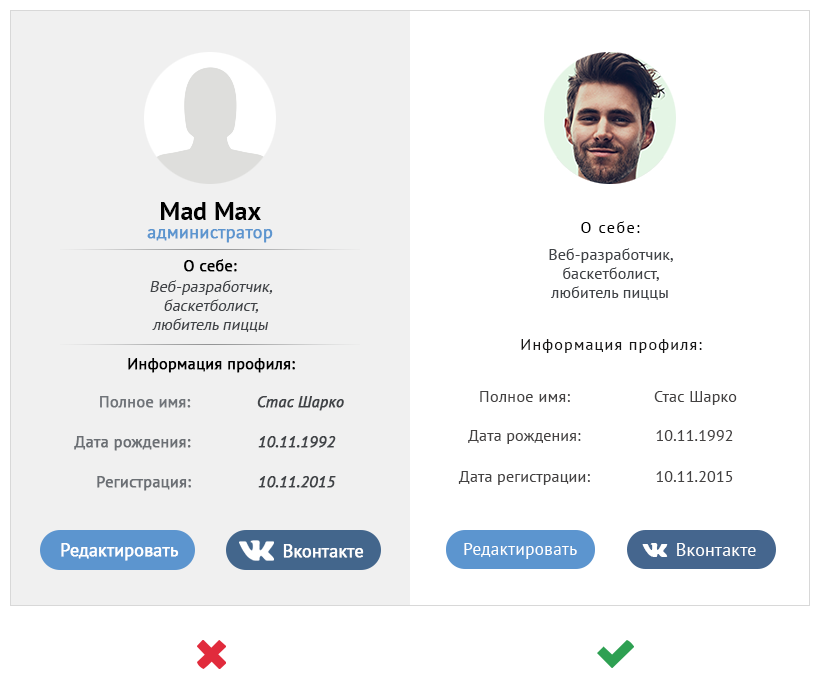 Mad Max
администратор
О себе:
Веб-разработчик,
баскетболист,
любитель пиццы
Информация профиля:
Полное имя: Стас Шарко
Дата рождения: 10.11.1992
Регистрация: 10.11.2015
Редактировать Вконтакте
О себе:
Веб-разработчик,
баскетболист,
любитель пиццы
Информация профиля:
Полное имя: Стас Шарко
Дата рождения: 10.11.1992
Дата регистрации: 10.11.2015
Редактировать Вконтакте